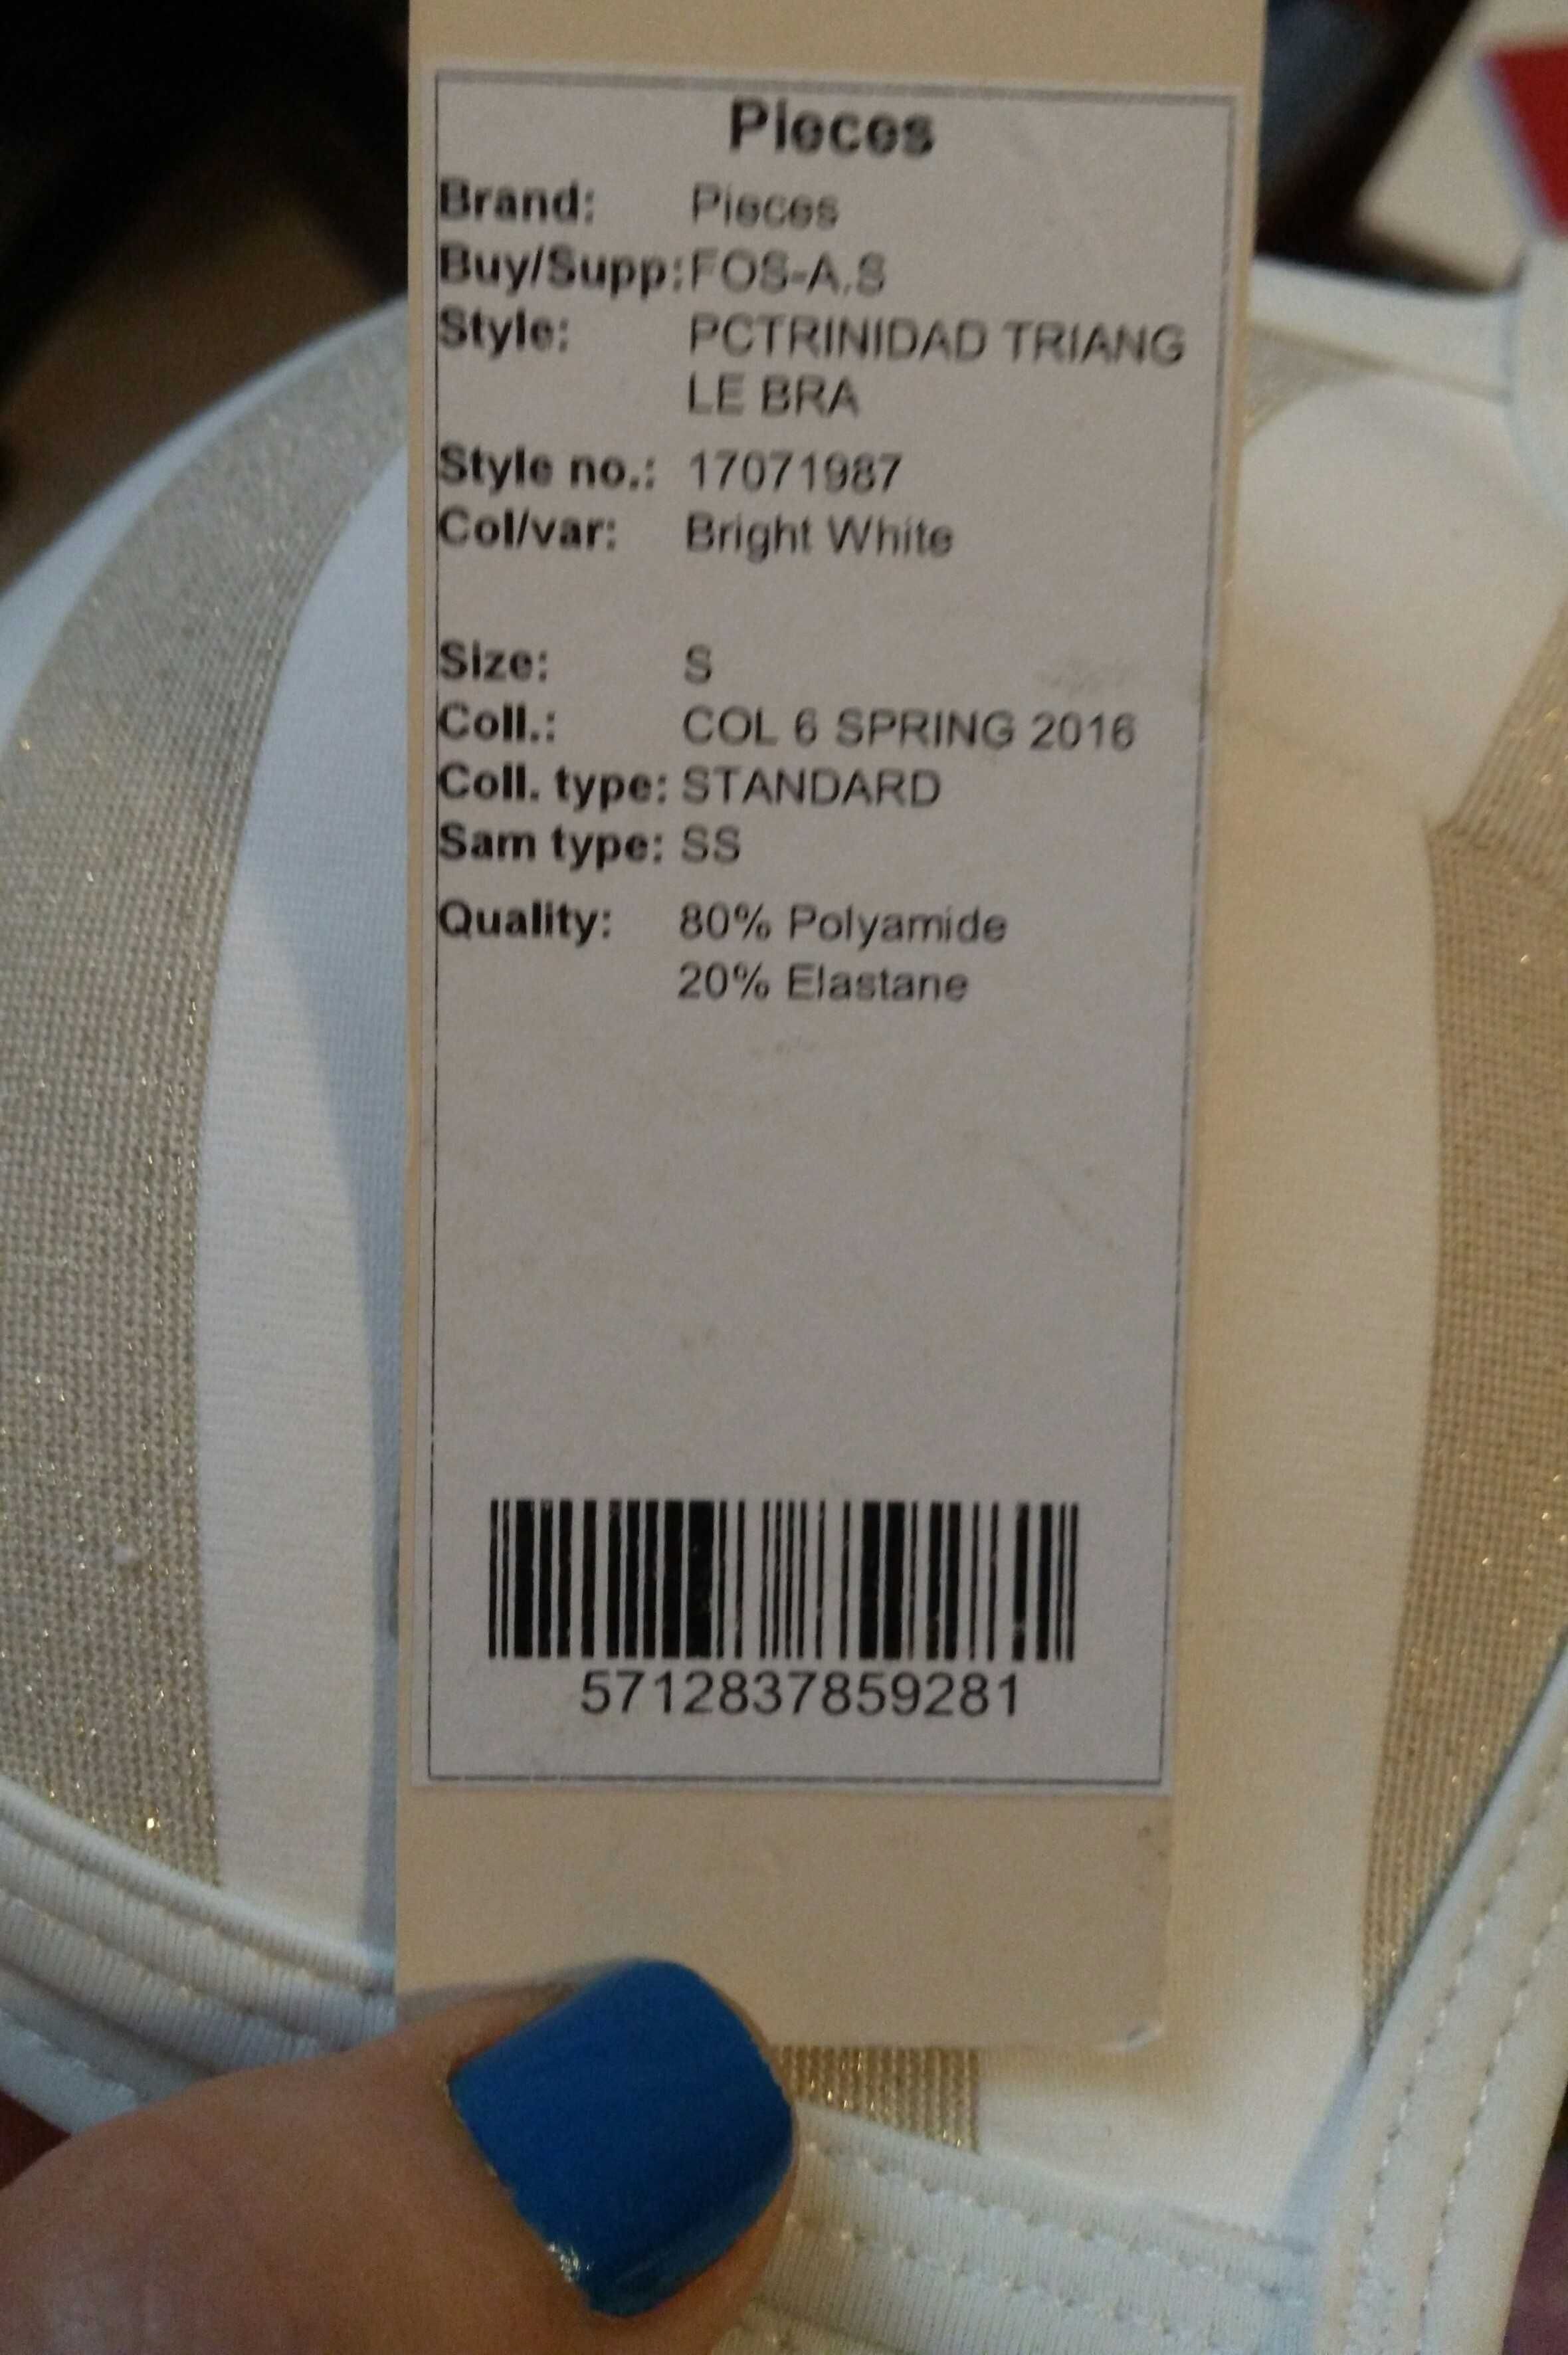 Pieces
Brand: Pieces
Buy/Supp: FOS-A.S
Style: PCTRINIDAD TRIANG
LE BRA
Style no.: 17071987
Col/var: Bright White
Size: S
Coll.: COL 6 SPRING 2016
Coll. type: STANDARD
Sam type: SS
Quality: 80% Polyamide
20% Elastane
5712837859281